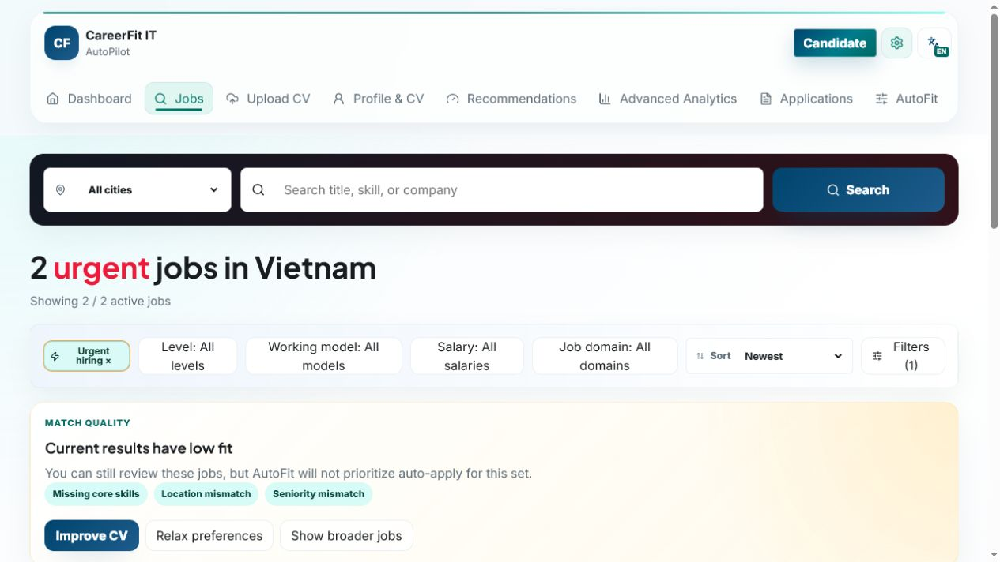 CF
CareerFit IT
AutoPilot
Candidate
EN
Dashboard
Jobs
Upload CV
Profile & CV
Recommendations
Advanced Analytics
Applications
AutoFit
All cities
Search title, skill, or company
Search
2 urgent jobs in Vietnam
Showing 2 / 2 active jobs
Urgent
hiring ×
Level: All
levels
Working model: All
models
Salary: All
salaries
Job domain: All
domains
Sort
Newest
Filters
(1)
MATCH QUALITY
Current results have low fit
You can still review these jobs, but AutoFit will not prioritize auto-apply for this set.
Missing core skills
Location mismatch
Seniority mismatch
Improve CV
Relax preferences
Show broader jobs